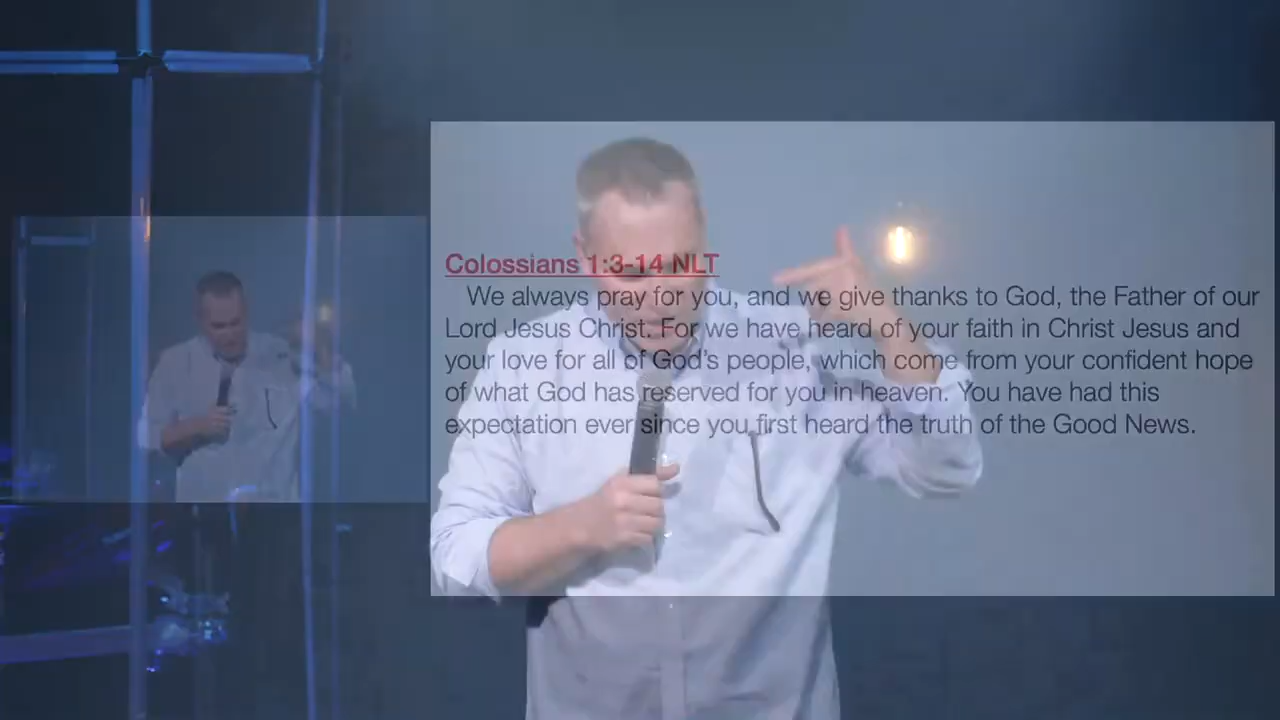 Colossians 1:3-14 NLT
We always pray for you, and we give thanks to God, the Father of our
Lord Jesus Christ. For we have heard of your faith in Christ Jesus and
your love for all of God's people, which come from your confident hope
of what God has reserved for you in heaven. You have had this
expectation ever since you first heard the truth of the Good News.